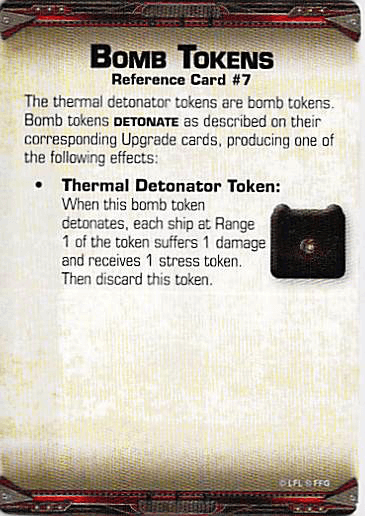 BOMB TOKENS
Reference Card #7
The thermal detonator tokens are bomb tokens.
Bomb tokens DETONATE as described on their
corresponding Upgrade cards, producing one of
the following effects:
• Thermal Detonator Token:
When this bomb token
detonates, each ship at Range
1 of the token suffers 1 damage
and receives 1 stress token.
Then discard this token.
© LFL © FFG